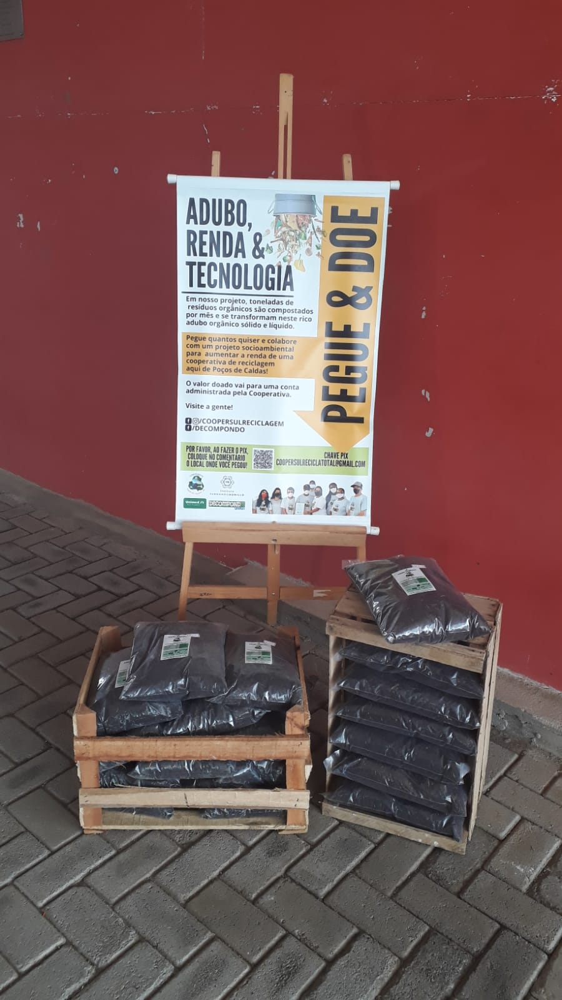 ADUBO,
RENDA &
TECNOLOGIA
PEGUE & DOE
Em nosso projeto, toneladas de
resíduos orgânicos são compostados
por mês e se transformam neste rico
adubo orgânico sólido e líquido.
Pegue quantos quiser e colabore
com um projeto socioambiental
para aumentar a renda de uma
cooperativa de reciclagem
aqui de Poços de Caldas!
O valor doado vai para uma conta
administrada pela Cooperativa.
Visite a gente!
/COOPERSULRECICLAGEM
/DECOMPONDO
POR FAVOR, AO FAZER O PIX,
COLOQUE NO COMENTÁRIO
O LOCAL ONDE VOCÊ PEGOU!
CHAVE PIX
COOPERSULRECICLATOTAL@GMAIL.COM
Unimed
DECOMPONDO